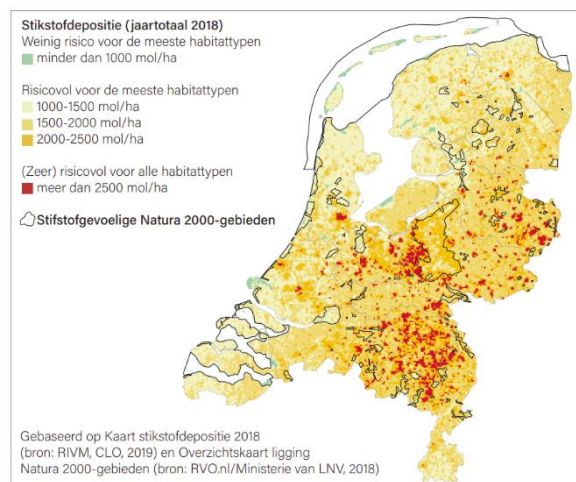 Stikstofdepositie (jaartotaal 2018)
Weinig risico voor de meeste habitattypen
minder dan 1000 mol/ha
Risicovol voor de meeste habitattypen
1000-1500 mol/ha
1500-2000 mol/ha
2000-2500 mol/ha
(Zeer) risicovol voor alle habitattypen
meer dan 2500 mol/ha
Stifstofgevoelige Natura 2000-gebieden
Gebaseerd op Kaart stikstofdepositie 2018
(bron: RIVM, CLO, 2019) en Overzichtskaart ligging
Natura 2000-gebieden (bron: RVO.nl/Ministerie van LNV, 2018)